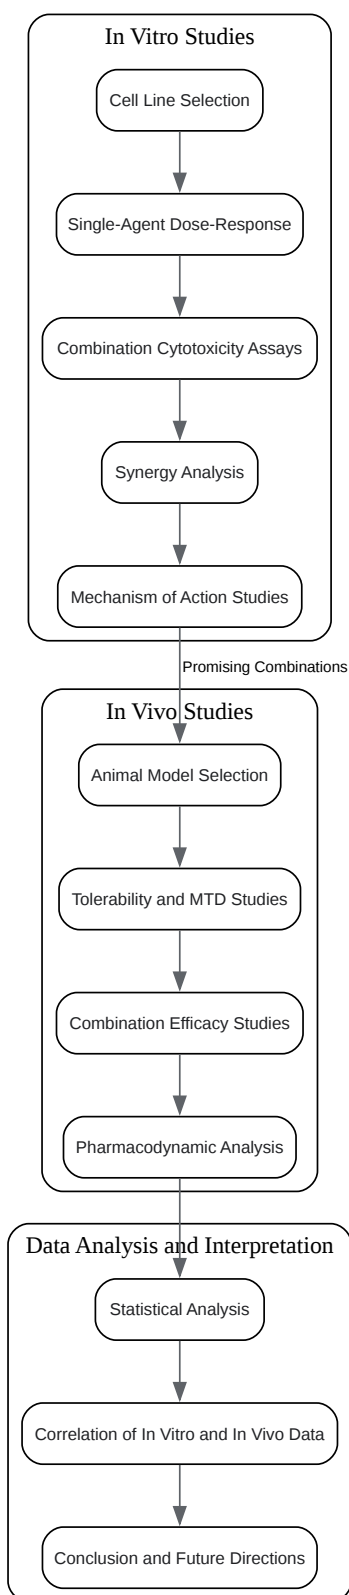 In Vitro Studies
Cell Line Selection
Single-Agent Dose-Response
Combination Cytotoxicity Assays
Synergy Analysis
Mechanism of Action Studies
Promising Combinations
In Vivo Studies
Animal Model Selection
Tolerability and MTD Studies
Combination Efficacy Studies
Pharmacodynamic Analysis
Data Analysis and Interpretation
Statistical Analysis
Correlation of In Vitro and In Vivo Data
Conclusion and Future Directions